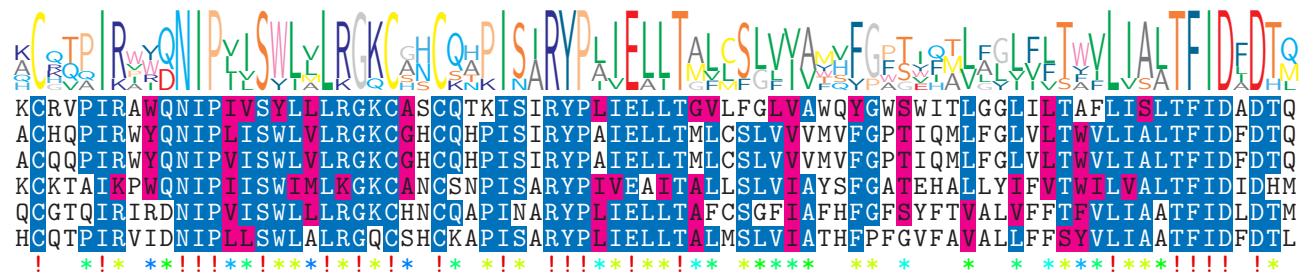 KCRVPIRAWQNIPIVSYLLLRGKCASCQTKISIRYPLIELLTGVLFGLVAWQYGWSWITLGGLILTAFLISLTFIDADTQ
ACHQPIRWYQNIPLISWLVLRGKCGHCQHPISIRYPAIELLTMLCSLVVVMVFGPTIQMLFGLVLTWVLIALTFIDFDTQ
ACQQPIRWYQNIPVISWLVLRGKCGHCQHPISIRYPAIELLTMLCSLVVVMVFGPTIQMLFGLVLTWVLIALTFIDFDTQ
KCKTAIKPWQNIPIISWIMLKGKCANCSNPISARYPIVEAITALLSLVIAYSFGATEHALLYIFVTWILVALTFIDIDHM
QCGTQIRIRDNIPVISWLLLRGKCHNCQAPINARYPLIELLTAFCSGFIAFHFGFSYFTVALVFFTFVLIAATFIDLDTM
HCQTPIRVIDNIPLLSWLALRGQCSHCKAPISARYPLIELLTALMSLVIATHFPFGVFAVALLFFSYVLIAATFIDFDTL